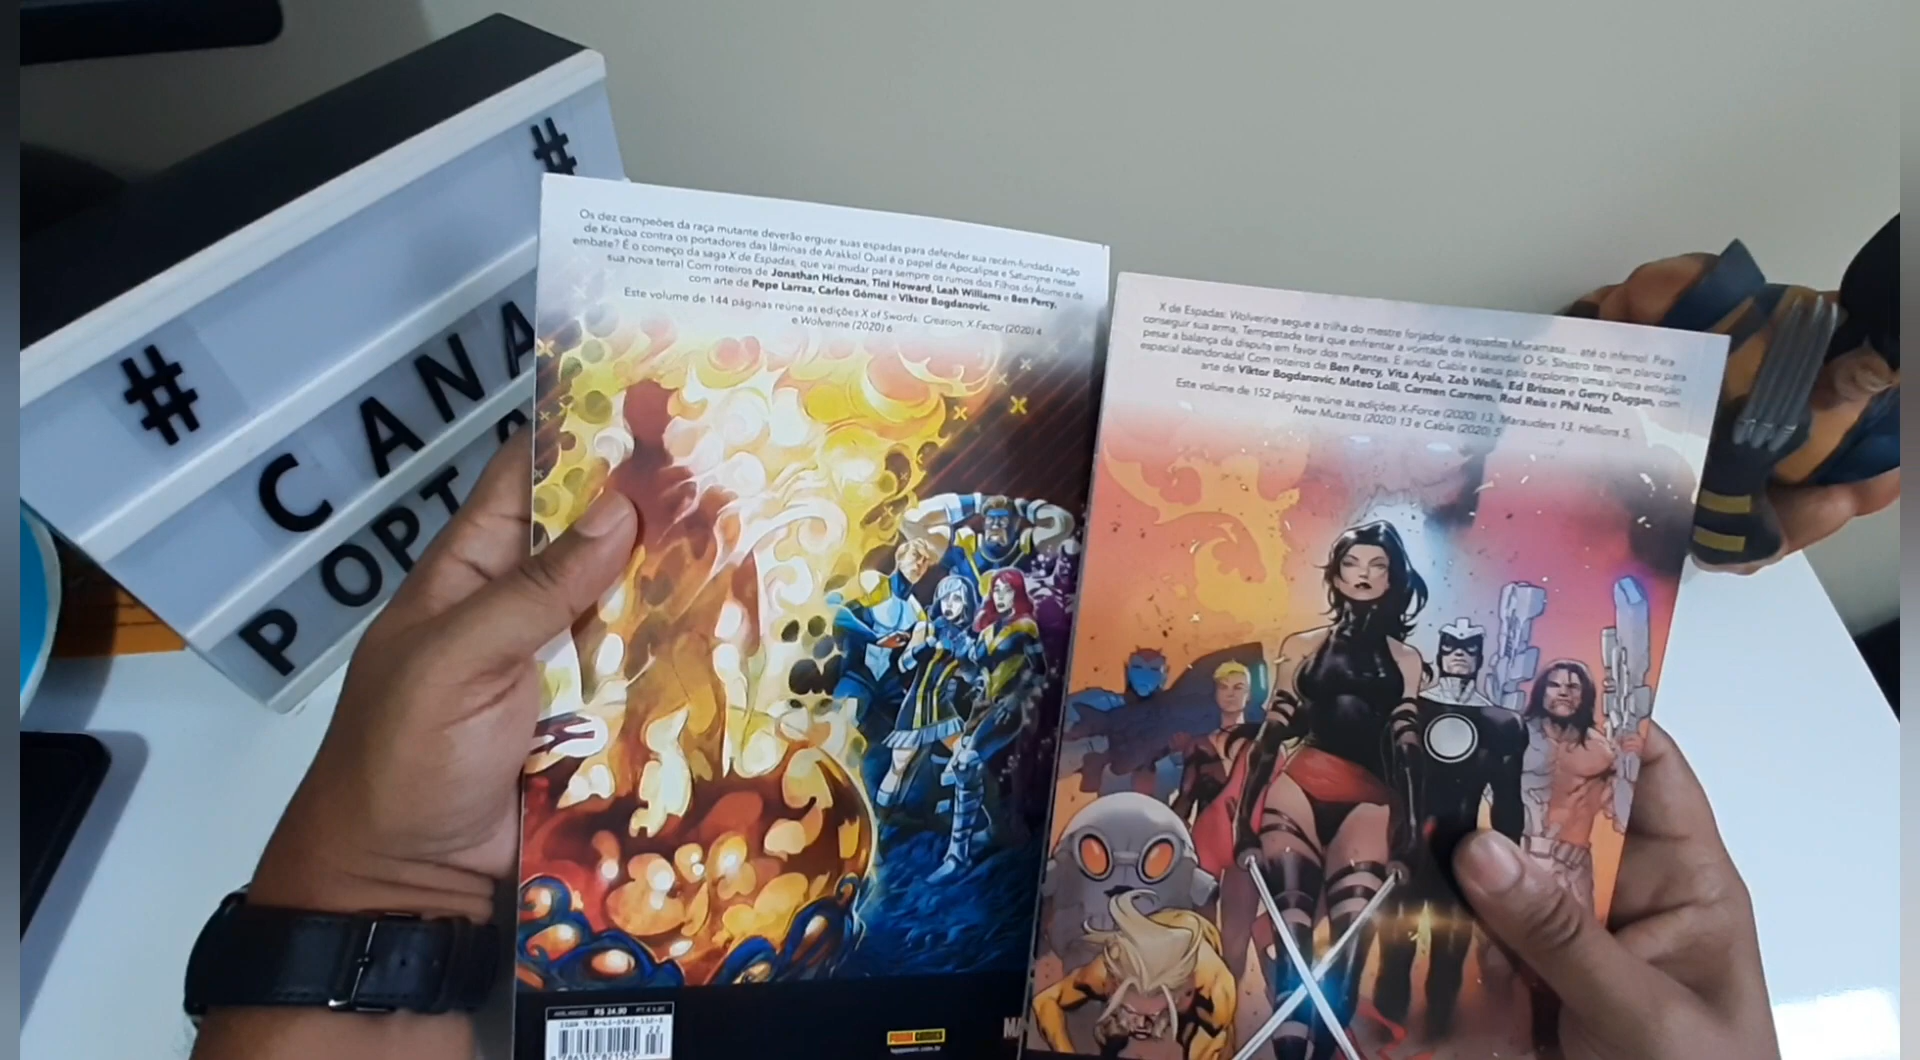 #
#
CANA
POPT
Os dez campeões da raça mutante deverão erguer suas espadas para defender sua recém-fundada nação
de Krakoa contra os portadores das lâminas de Arakko! Qual é o papel de Apocalipse e Saturnyne nesse
embate? É o começo da saga X de Espadas, que vai mudar para sempre os rumos dos Filhos do Átomo e de
sua nova terra! Com roteiros de Jonathan Hickman, Tini Howard, Leah Williams e Ben Percy,
com arte de Pepe Larraz, Carlos Gómez e Viktor Bogdanovic.
Este volume de 144 páginas reúne as edições X of Swords: Creation, X-Factor (2020) 4
e Wolverine (2020) 6.
R$ 24,90
PANINI COMICS
X de Espadas: Wolverine segue a trilha do mestre forjador de espadas Muramasa... até o inferno! Para
conseguir sua arma, Tempestade terá que enfrentar a vontade de Wakanda! O Sr. Sinistro tem um plano para
pesar a balança da disputa em favor dos mutantes. E ainda: Cable e seus pais exploram uma sinistra estação
espacial abandonada! Com roteiros de Ben Percy, Vita Ayala, Zeb Wells, Ed Brisson e Gerry Duggan, com
arte de Viktor Bogdanovic, Mateo Lolli, Carmen Carnero, Rod Reis e Phil Noto.
Este volume de 152 páginas reúne as edições X-Force (2020) 13, Marauders 13, Hellions 5,
New Mutants (2020) 13 e Cable (2020) 5